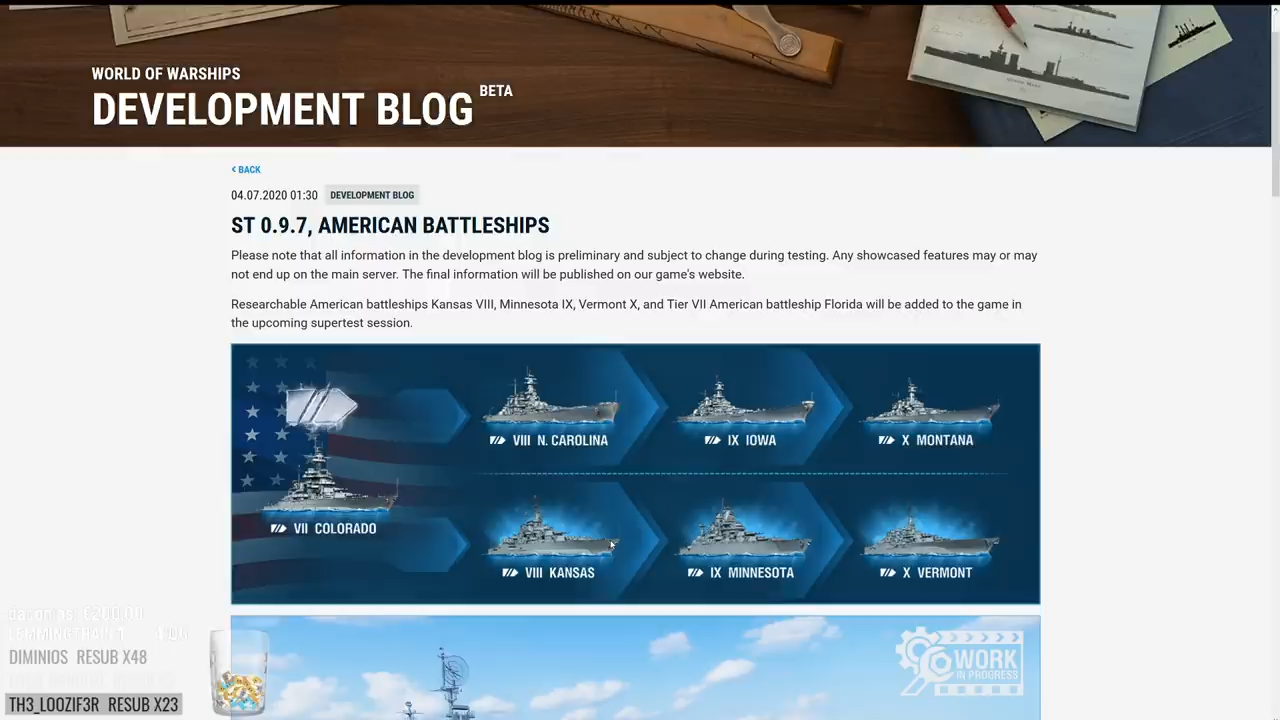 WORLD OF WARSHIPS
DEVELOPMENT BLOG BETA
< BACK
04.07.2020 01:30 DEVELOPMENT BLOG
ST 0.9.7, AMERICAN BATTLESHIPS
Please note that all information in the development blog is preliminary and subject to change during testing. Any showcased features may or may
not end up on the main server. The final information will be published on our game's website.
Researchable American battleships Kansas VIII, Minnesota IX, Vermont X, and Tier VII American battleship Florida will be added to the game in
the upcoming supertest session.
VIII N. CAROLINA
IX IOWA
X MONTANA
VII COLORADO
VIII KANSAS
IX MINNESOTA
X VERMONT
WORK
IN PROGRESS
DIMINIOS RESUB X48
TH3_LOOZIF3R RESUB X23